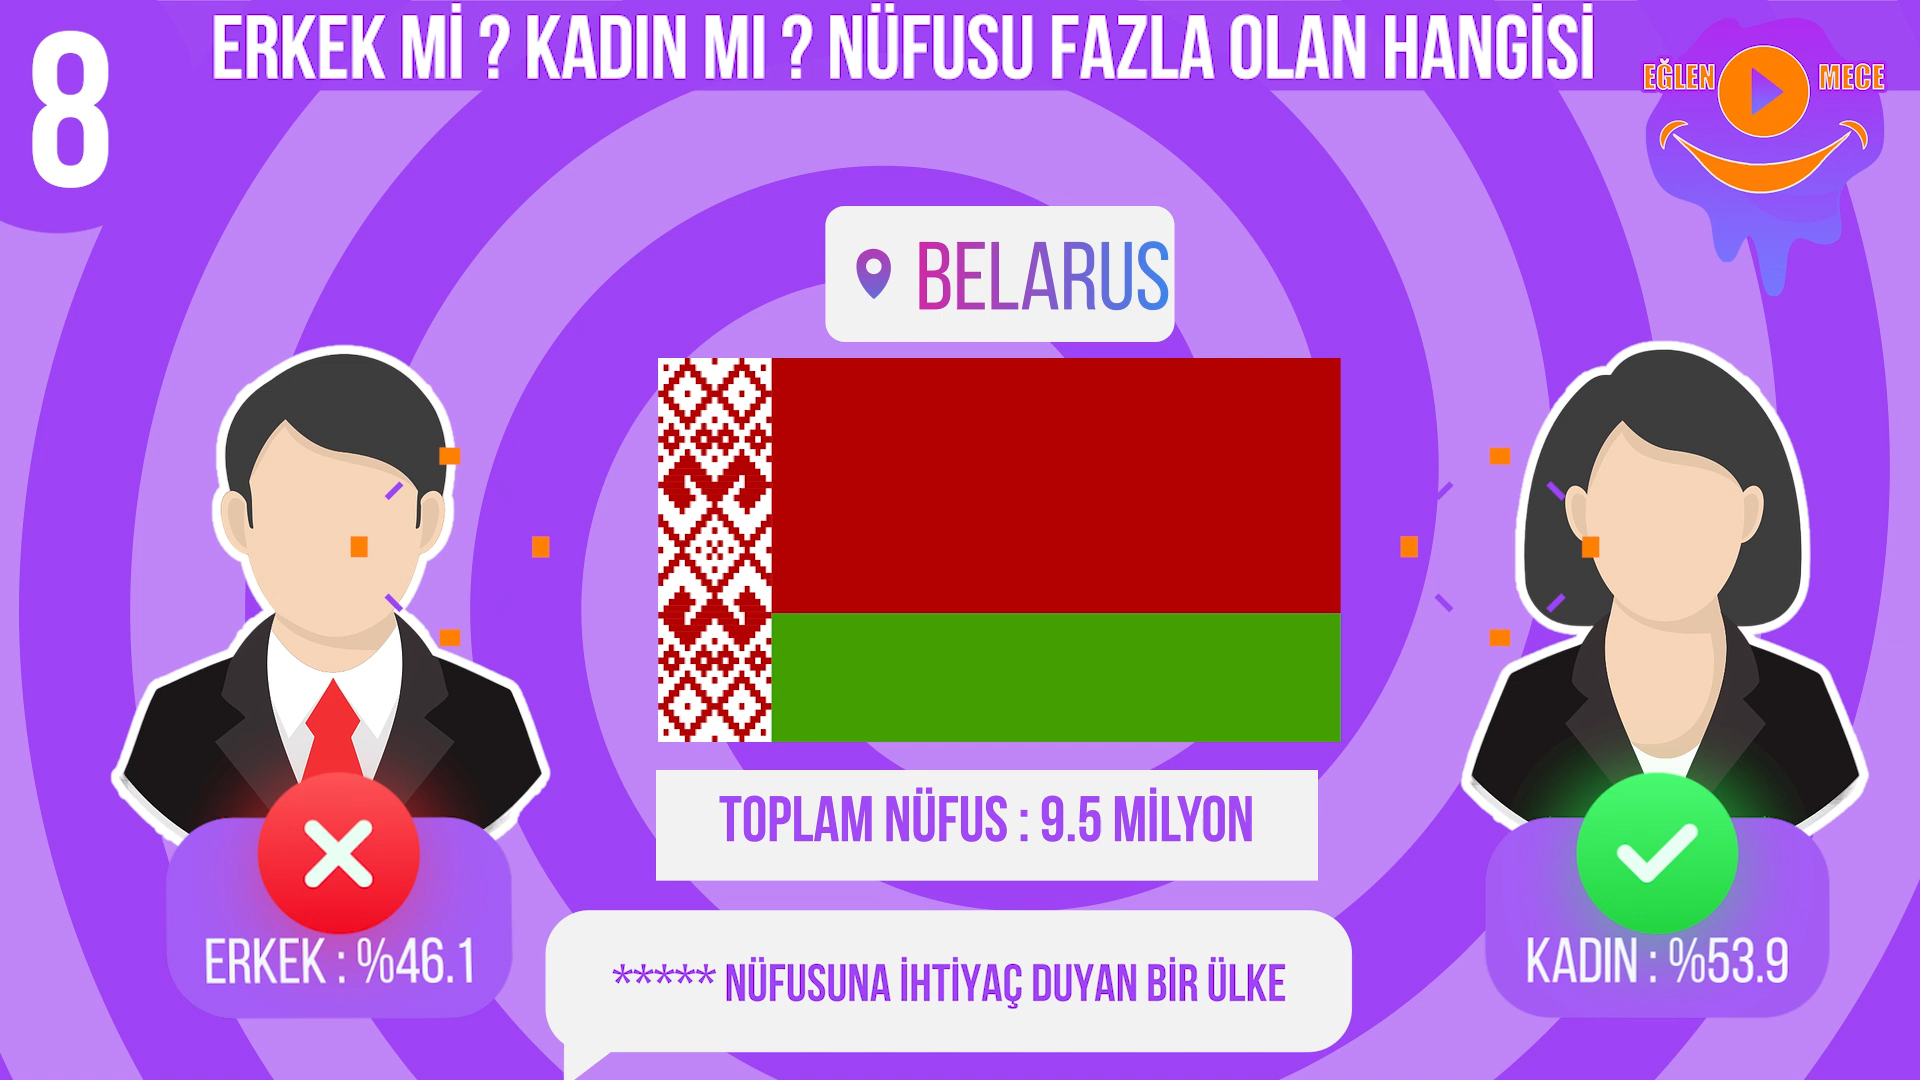 8
ERKEK Mİ ? KADIN MI ? NÜFUSU FAZLA OLAN HANGİSİ
EĞLEN MECE
BELARUS
TOPLAM NÜFUS : 9.5 MİLYON
ERKEK : %46.1
KADIN : %53.9
***** NÜFUSUNA İHTİYAÇ DUYAN BİR ÜLKE